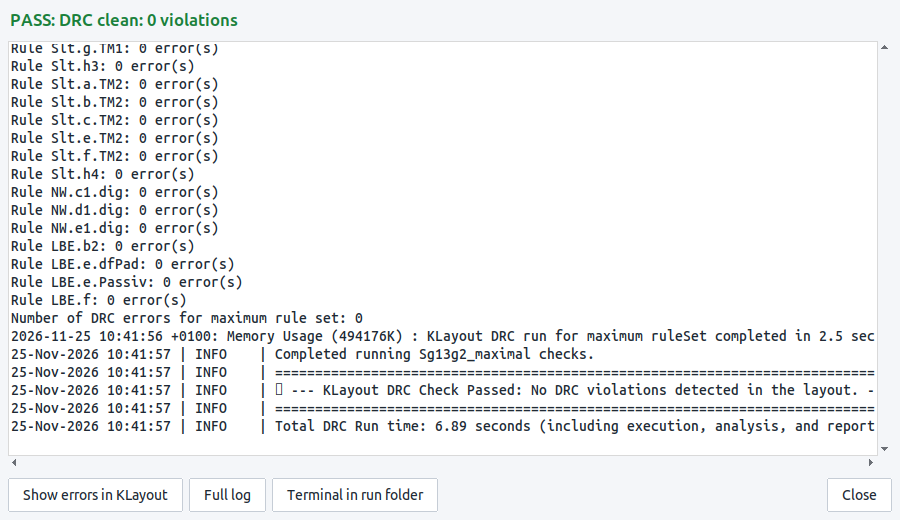 PASS: DRC clean: 0 violations
Rule Slt.g.TM1: 0 error(s)
Rule Slt.h3: 0 error(s)
Rule Slt.a.TM2: 0 error(s)
Rule Slt.b.TM2: 0 error(s)
Rule Slt.c.TM2: 0 error(s)
Rule Slt.e.TM2: 0 error(s)
Rule Slt.f.TM2: 0 error(s)
Rule Slt.h4: 0 error(s)
Rule NW.c1.dig: 0 error(s)
Rule NW.d1.dig: 0 error(s)
Rule NW.e1.dig: 0 error(s)
Rule LBE.b2: 0 error(s)
Rule LBE.e.dfPad: 0 error(s)
Rule LBE.e.Passiv: 0 error(s)
Rule LBE.f: 0 error(s)
Number of DRC errors for maximum rule set: 0
2026-11-25 10:41:56 +0100: Memory Usage (494176K) : KLayout DRC run for maximum ruleSet completed in 2.5 sec
25-Nov-2026 10:41:57 | INFO    | Completed running Sg13g2_maximal checks.
25-Nov-2026 10:41:57 | INFO    | ===========================================================================
25-Nov-2026 10:41:57 | INFO    | --- KLayout DRC Check Passed: No DRC violations detected in the layout. -
25-Nov-2026 10:41:57 | INFO    | ===========================================================================
25-Nov-2026 10:41:57 | INFO    | Total DRC Run time: 6.89 seconds (including execution, analysis, and report
Show errors in KLayout Full log Terminal in run folder Close